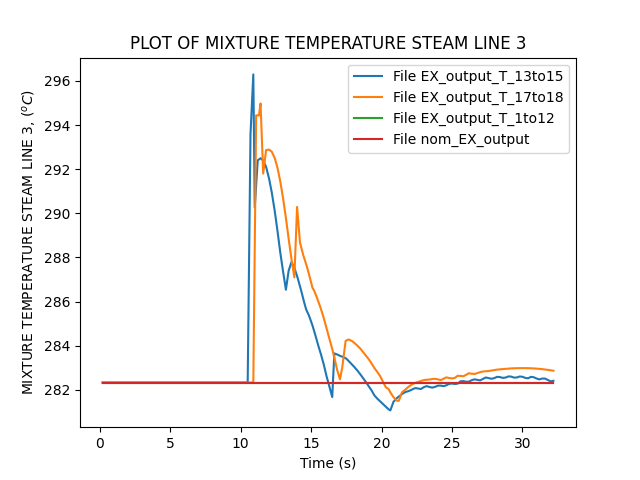 PLOT OF MIXTURE TEMPERATURE STEAM LINE 3
MIXTURE TEMPERATURE STEAM LINE 3, (°C)
296
294
292
290
288
286
284
282
File EX_output_T_13to15
File EX_output_T_17to18
File EX_output_T_1to12
File nom_EX_output
0 5 10 15 20 25 30
Time (s)